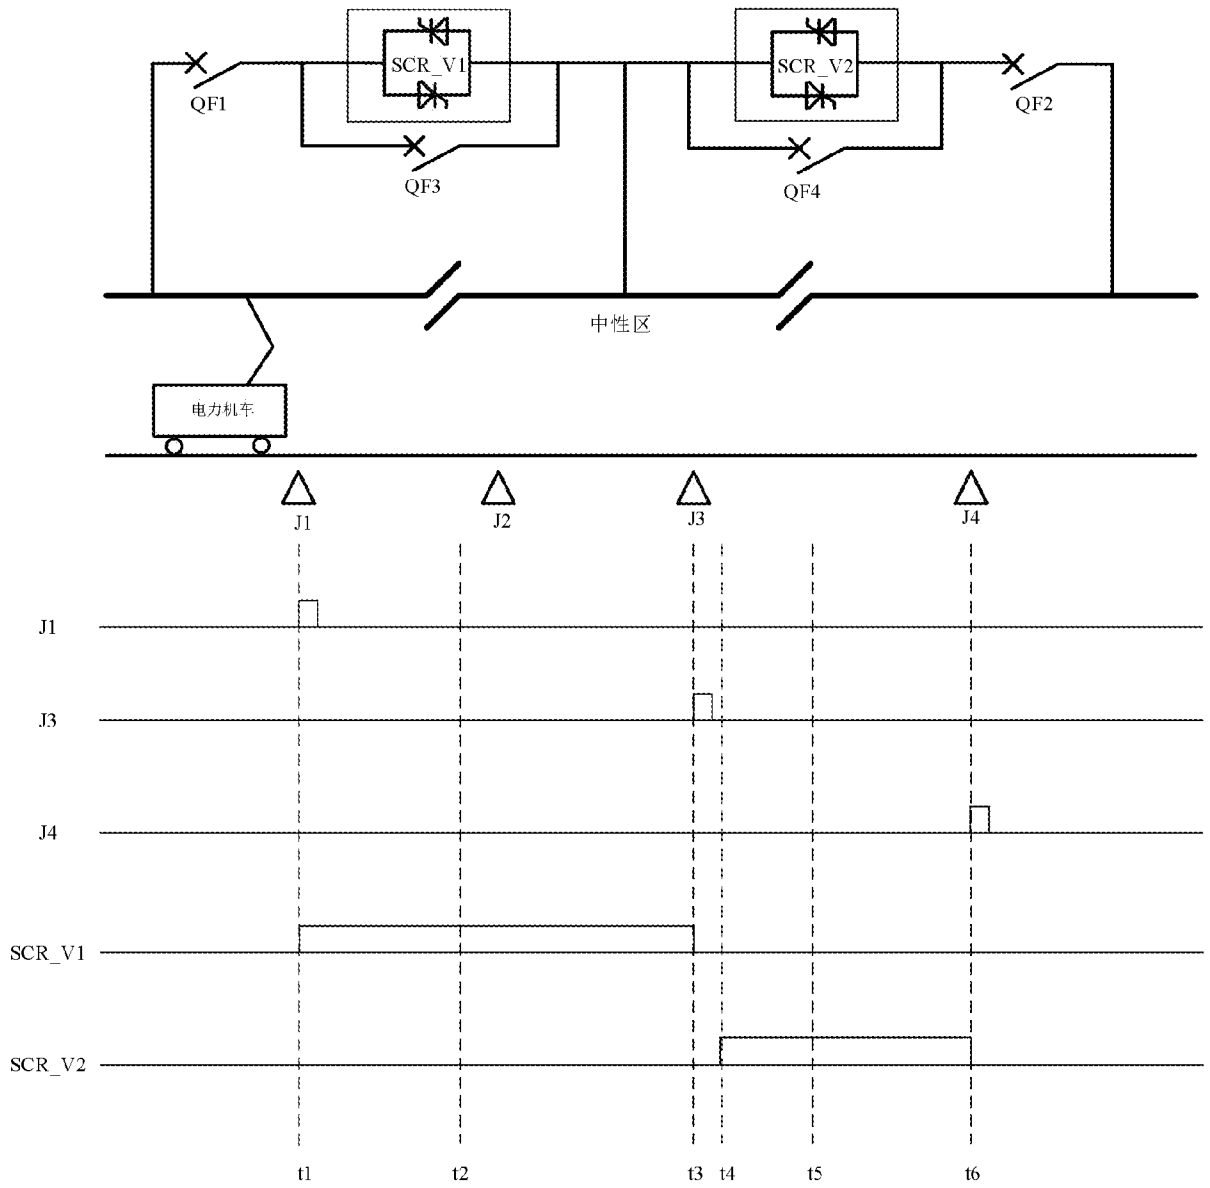 SCR_V1
SCR_V2
QF1
QF2
QF3
QF4
中性区
电力机车
J1
J2
J3
J4
J1
J3
J4
SCR_V1
SCR_V2
t1
t2
t3
t4
t5
t6